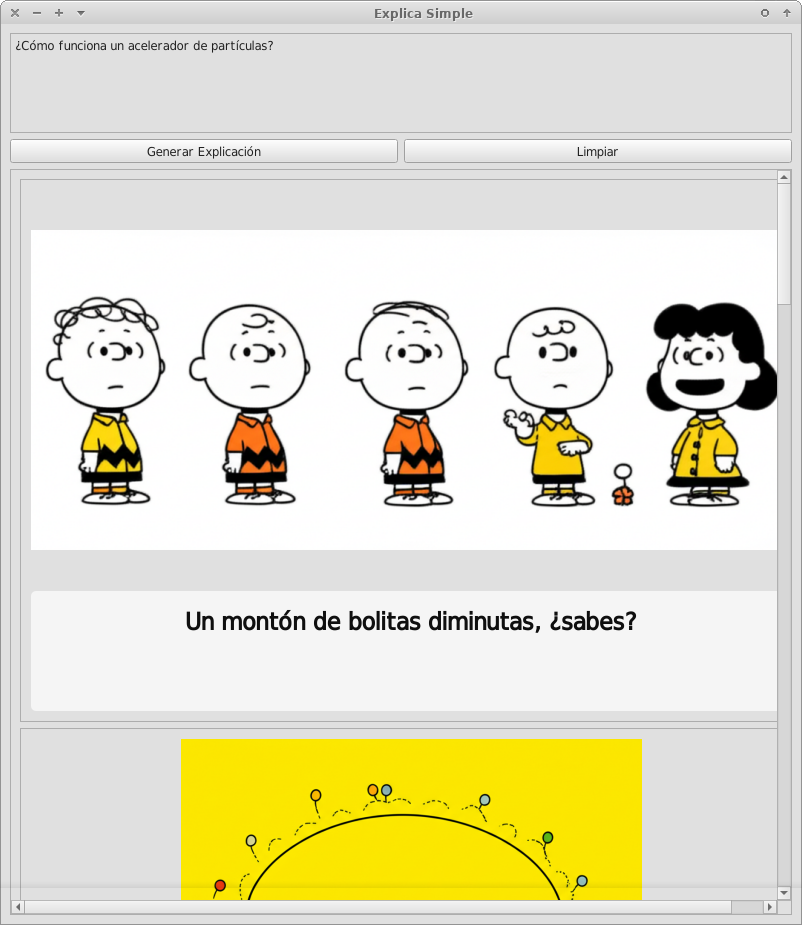 Explica Simple
¿Cómo funciona un acelerador de partículas?
Generar Explicación
Limpiar
Un montón de bolitas diminutas, ¿sabes?